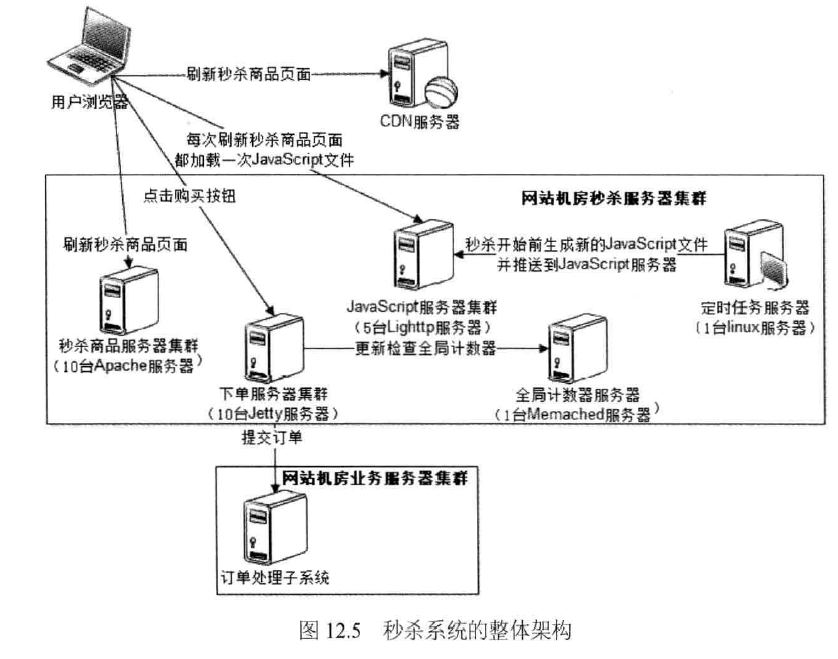 用户浏览器
刷新秒杀商品页面
CDN服务器
每次刷新秒杀商品页面
都加载一次JavaScript文件
点击购买按钮
网站机房秒杀服务器集群
刷新秒杀商品页面
秒杀开始前生成新的JavaScript文件
并推送到JavaScript服务器
秒杀商品服务器集群
(10台Apache服务器)
JavaScript服务器集群
(5台Lighttp服务器)
定时任务服务器
(1台linux服务器)
更新检查全局计数器
下单服务器集群
(10台Jetty服务器)
全局计数器服务器
(1台Memached服务器)
提交订单
网站机房业务服务器集群
订单处理子系统
图 12.5 秒杀系统的整体架构